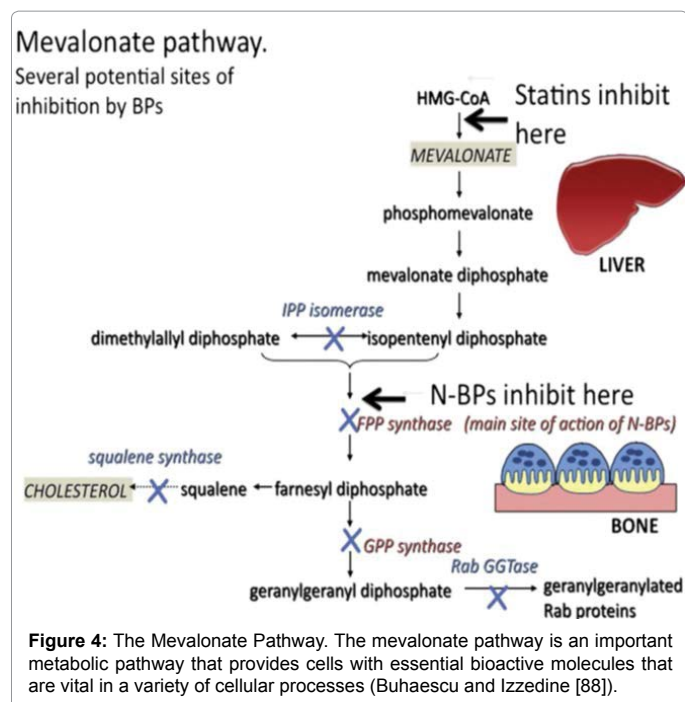 Mevalonate pathway.
Several potential sites of
inhibition by BPs
HMG-CoA
Statins inhibit
here
MEVALONATE
phosphomevalonate
LIVER
mevalonate diphosphate
IPP isomerase
dimethylallyl diphosphate
isopentenyl diphosphate
N-BPs inhibit here
FPP synthase (main site of action of N-BPs)
squalene synthase
CHOLESTEROL
squalene
farnesyl diphosphate
BONE
GPP synthase
Rab GGTase
geranylgeranyl diphosphate
geranylgeranylated
Rab proteins
Figure 4: The Mevalonate Pathway. The mevalonate pathway is an important
metabolic pathway that provides cells with essential bioactive molecules that
are vital in a variety of cellular processes (Buhaescu and Izzedine [88]).